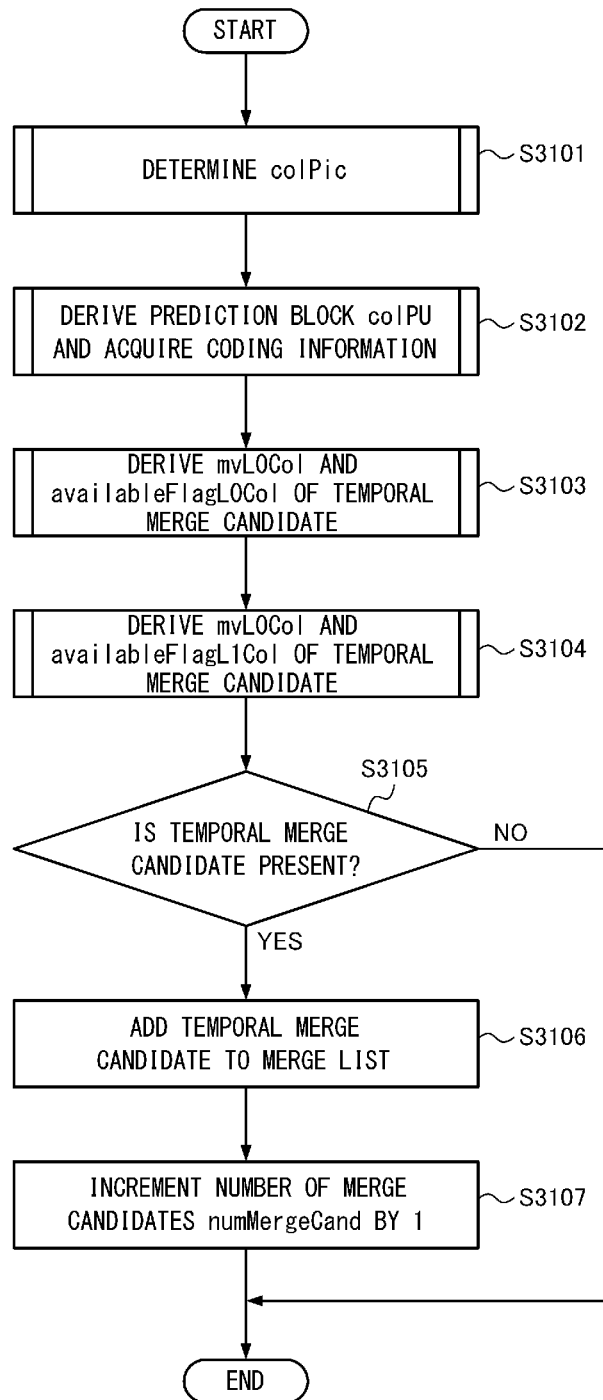 START
DETERMINE colPic
S3101
DERIVE PREDICTION BLOCK colPU
AND ACQUIRE CODING INFORMATION
S3102
DERIVE mvL0Col AND
availableFlagL0Col OF TEMPORAL
MERGE CANDIDATE
S3103
DERIVE mvL0Col AND
availableFlagL1Col OF TEMPORAL
MERGE CANDIDATE
S3104
S3105
IS TEMPORAL MERGE
CANDIDATE PRESENT?
NO
YES
ADD TEMPORAL MERGE
CANDIDATE TO MERGE LIST
S3106
INCREMENT NUMBER OF MERGE
CANDIDATES numMergeCand BY 1
S3107
END